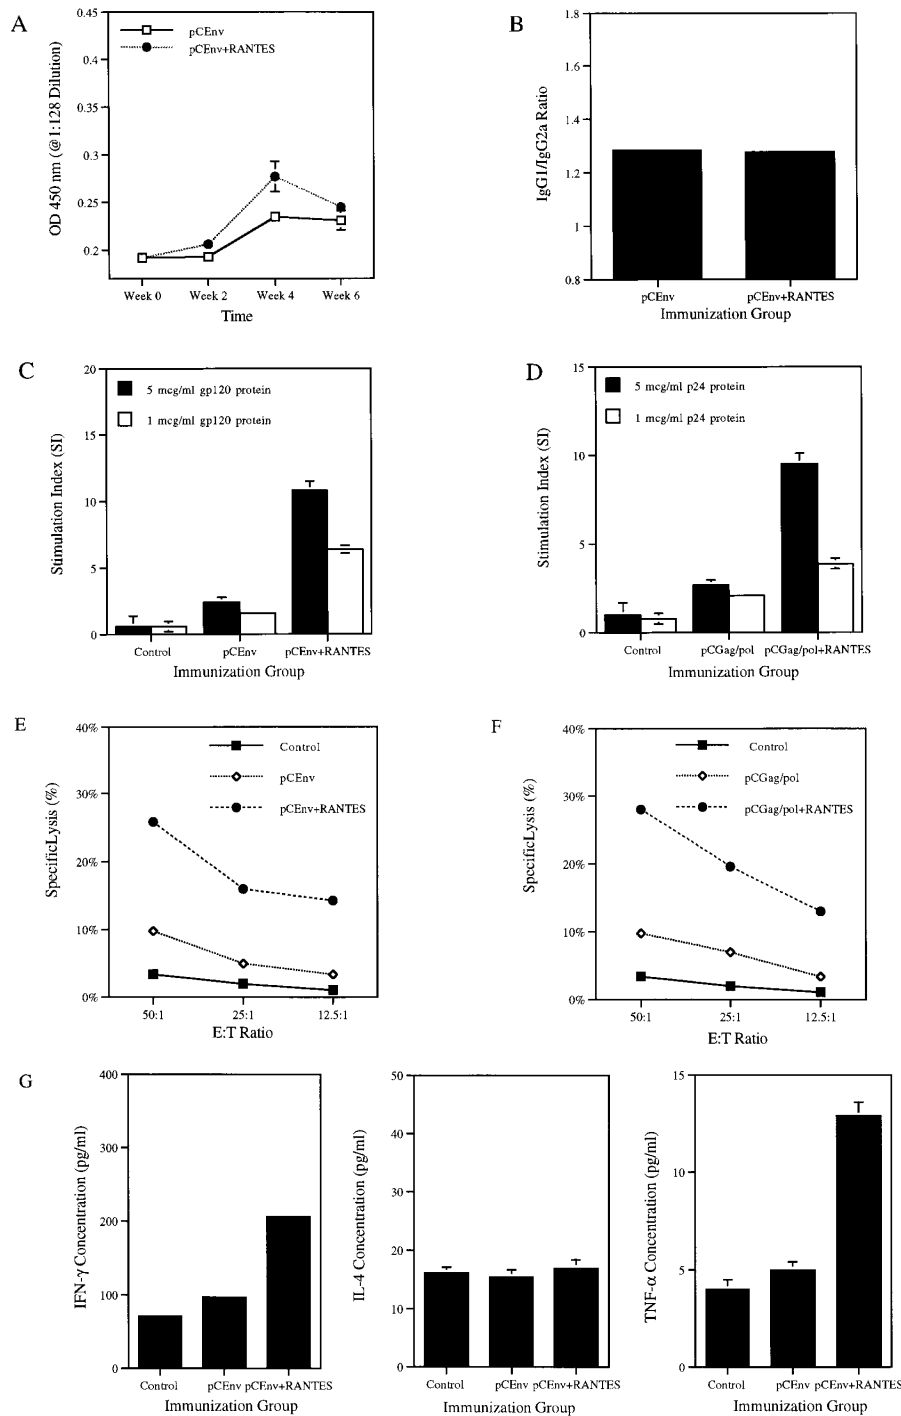 A
pCEnv
pCEnv+RANTES
OD 450 nm (@1:128 Dilution)
0.45
0.4
0.35
0.3
0.25
0.2
Week 0 Week 2 Week 4 Week 6
Time
B
IgG1/IgG2a Ratio
1.8
1.6
1.4
1.2
1
0.8
pCEnv pCEnv+RANTES
Immunization Group
C
5 mcg/ml gp120 protein
1 mcg/ml gp120 protein
Stimulation Index (SI)
20
15
10
5
0
Control pCEnv pCEnv+RANTES
Immunization Group
D
5 mcg/ml p24 protein
1 mcg/ml p24 protein
Stimulation Index (SI)
15
10
5
0
Control pCGag/pol pCGag/pol+RANTES
Immunization Group
E
Control
pCEnv
pCEnv+RANTES
SpecificLysis (%)
40%
30%
20%
10%
0%
50:1 25:1 12.5:1
E:T Ratio
F
Control
pCGag/pol
pCGag/pol+RANTES
SpecificLysis (%)
40%
30%
20%
10%
0%
50:1 25:1 12.5:1
E:T Ratio
G
IFN-γ Concentration (pg/ml)
400
300
200
100
0
Control pCEnv pCEnv+RANTES
Immunization Group
IL-4 Concentration (pg/ml)
50
40
30
20
10
0
Control pCEnv pCEnv+RANTES
Immunization Group
TNF-α Concentration (pg/ml)
15
10
5
0
Control pCEnv pCEnv+RANTES
Immunization Group